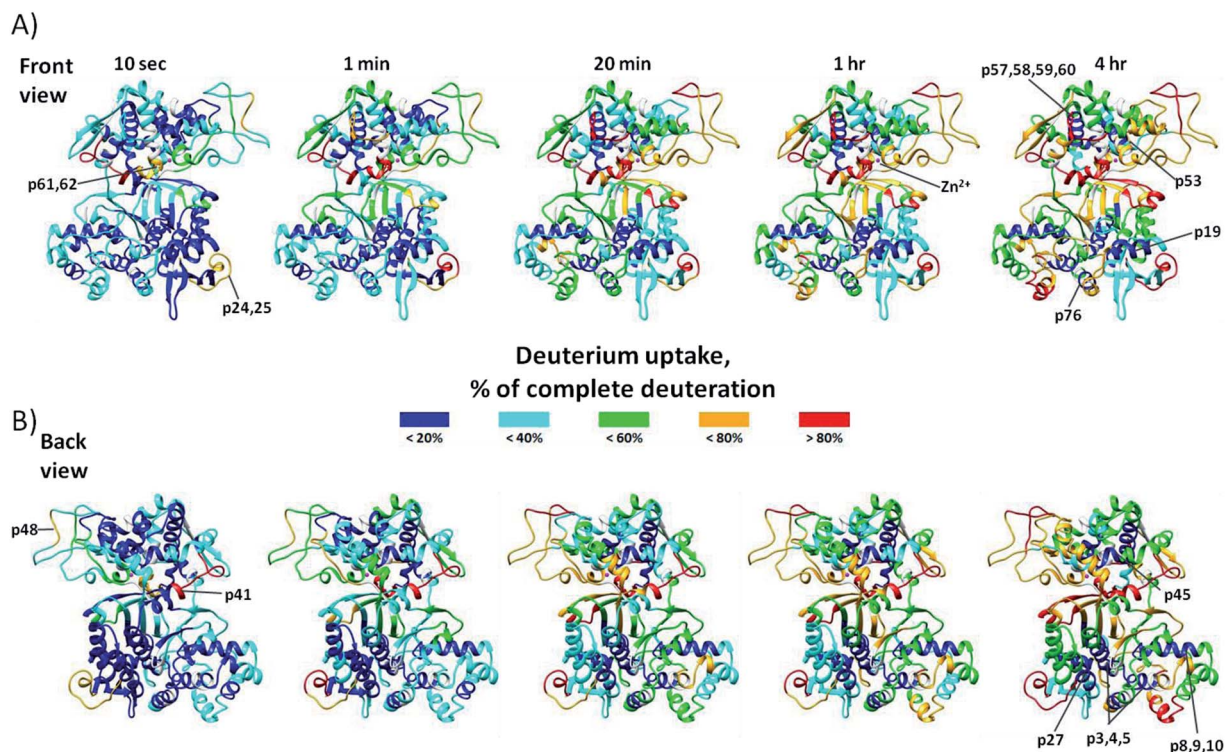 A)
Front view
10 sec
1 min
20 min
1 hr
4 hr
p57,58,59,60
p61,62
Zn2+
p53
p19
p24,25
p76
Deuterium uptake,
% of complete deuteration
< 20%
< 40%
< 60%
< 80%
> 80%
B)
Back view
p48
p41
p45
p27
p3,4,5
p8,9,10